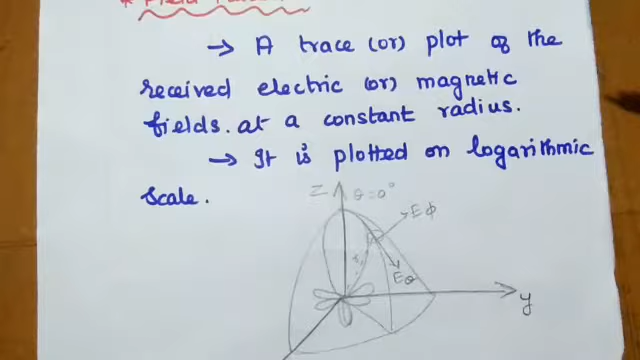 → A trace (or) plot of the
received electric (or) magnetic
fields. at a constant radius.
→ It is plotted on logarithmic
scale.
Z θ=0°
Eφ
Eθ
y